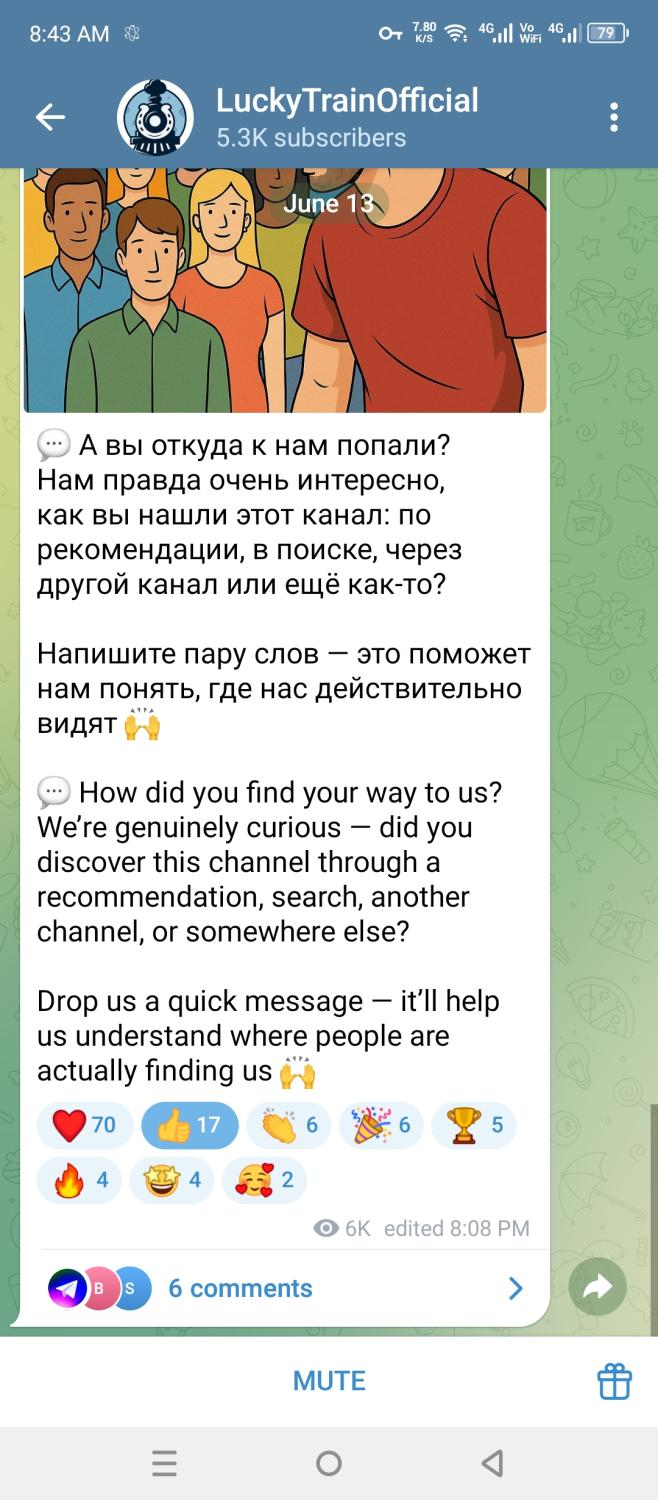 8:43 AM
7.80 K/S 4G Vo WiFi 4G 79
LuckyTrainOfficial
5.3K subscribers
June 13
💬 А вы откуда к нам попали?
Нам правда очень интересно,
как вы нашли этот канал: по
рекомендации, в поиске, через
другой канал или ещё как-то?
Напишите пару слов — это поможет
нам понять, где нас действительно
видят 🙌
💬 How did you find your way to us?
We’re genuinely curious — did you
discover this channel through a
recommendation, search, another
channel, or somewhere else?
Drop us a quick message — it’ll help
us understand where people are
actually finding us 🙌
❤️ 70 👍 17 👏 6 🎉 6 🏆 5
🔥 4 🤩 4 🥰 2
6K edited 8:08 PM
B S 6 comments
MUTE